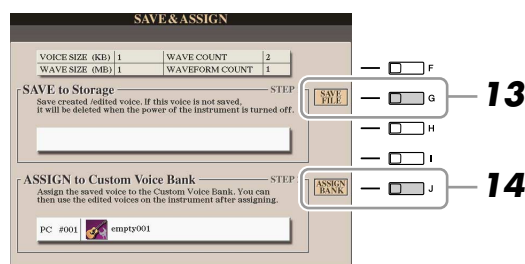 SAVE & ASSIGN
VOICE SIZE (KB) 1 WAVE COUNT 2
WAVE SIZE (MB) 1 WAVEFORM COUNT 1
SAVE to Storage STEP
Save created /edited voice. If this voice is not saved,
it will be deleted when the power of the instrument is turned off.
SAVE
FILE
ASSIGN to Custom Voice Bank STEP
Assign the saved voice to the Custom Voice Bank. You can
then use the edited voices on the instrument after assigning.
ASSIGN
BANK
PC #001 empty001
F
G
13
H
I
J
14